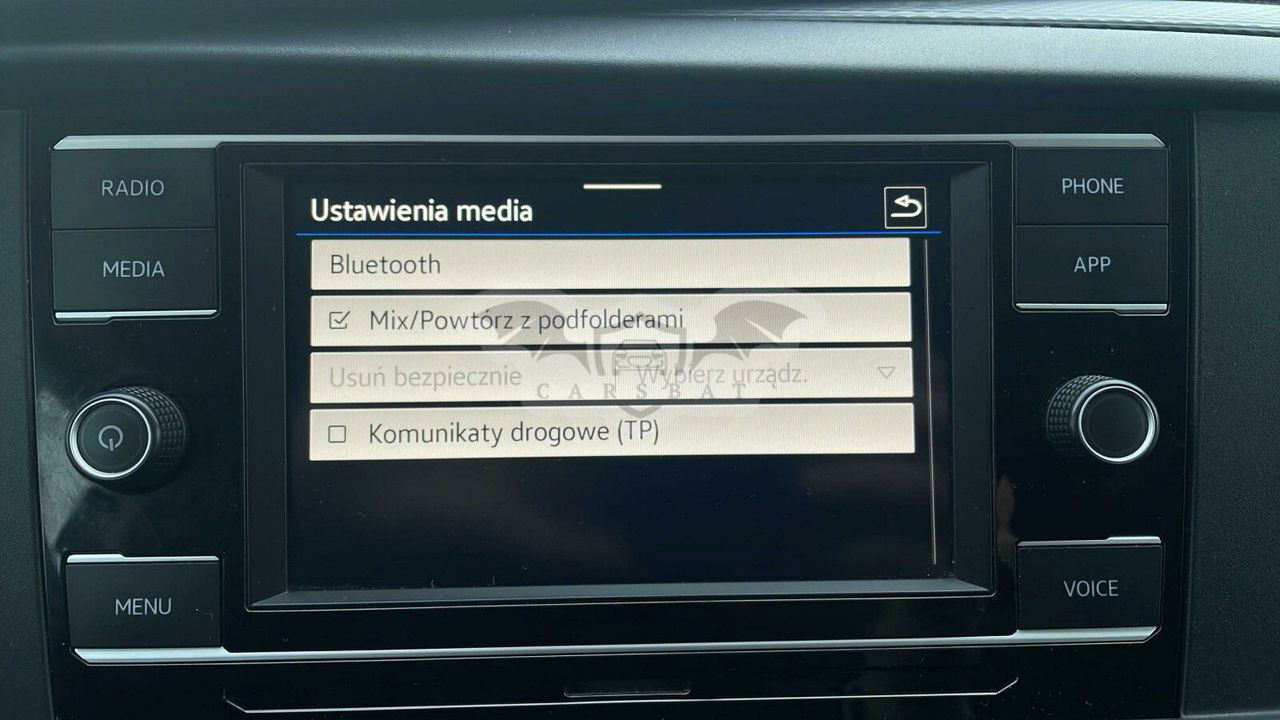 RADIO
PHONE
Ustawienia media
MEDIA
APP
Bluetooth
Mix/Powtórz z podfolderami
Usuń bezpiecznie Wybierz urządz.
CARSBAT
Komunikaty drogowe (TP)
MENU
VOICE